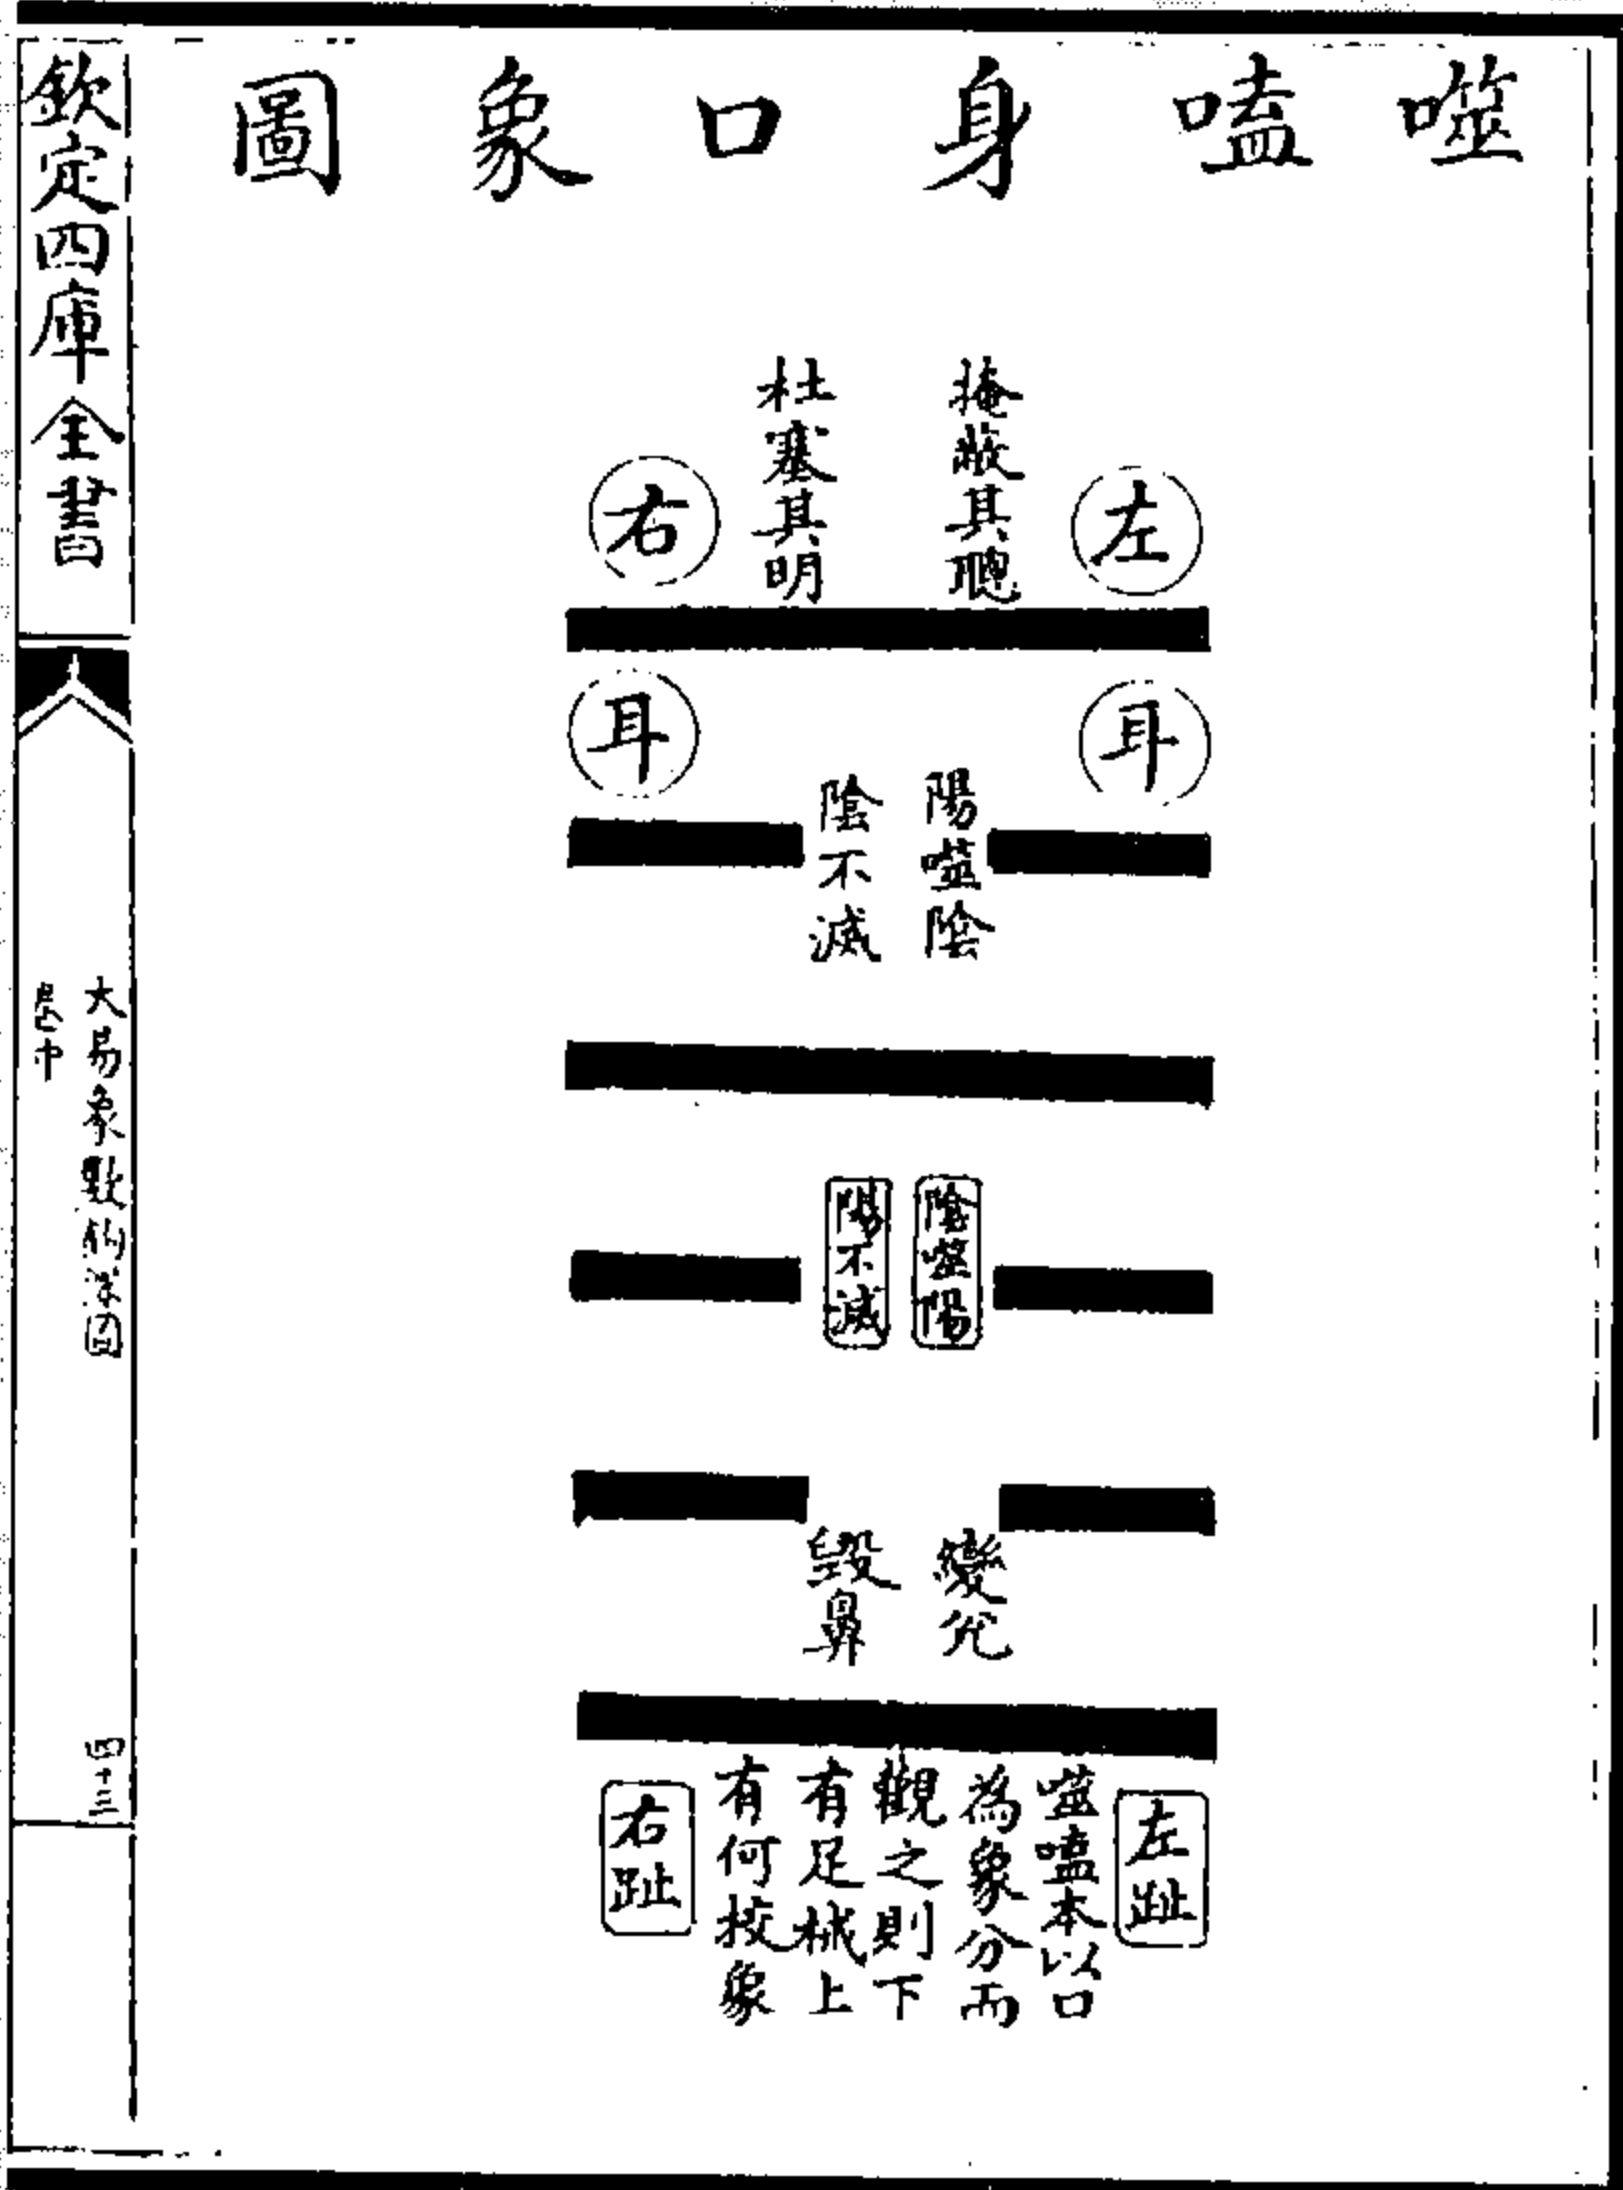 噬嗑身口象圖
掩蔽其聰
杜塞其明
左
右
耳
耳
陽噬陰
陰不滅
陰噬陽
陽不滅
變兌
毀鼻
左趾
噬嗑本以口
為象分而
觀之則下
有足械上
有何校象
右趾
欽定四庫全書
大易象數鉤深圖
卷中
四十三